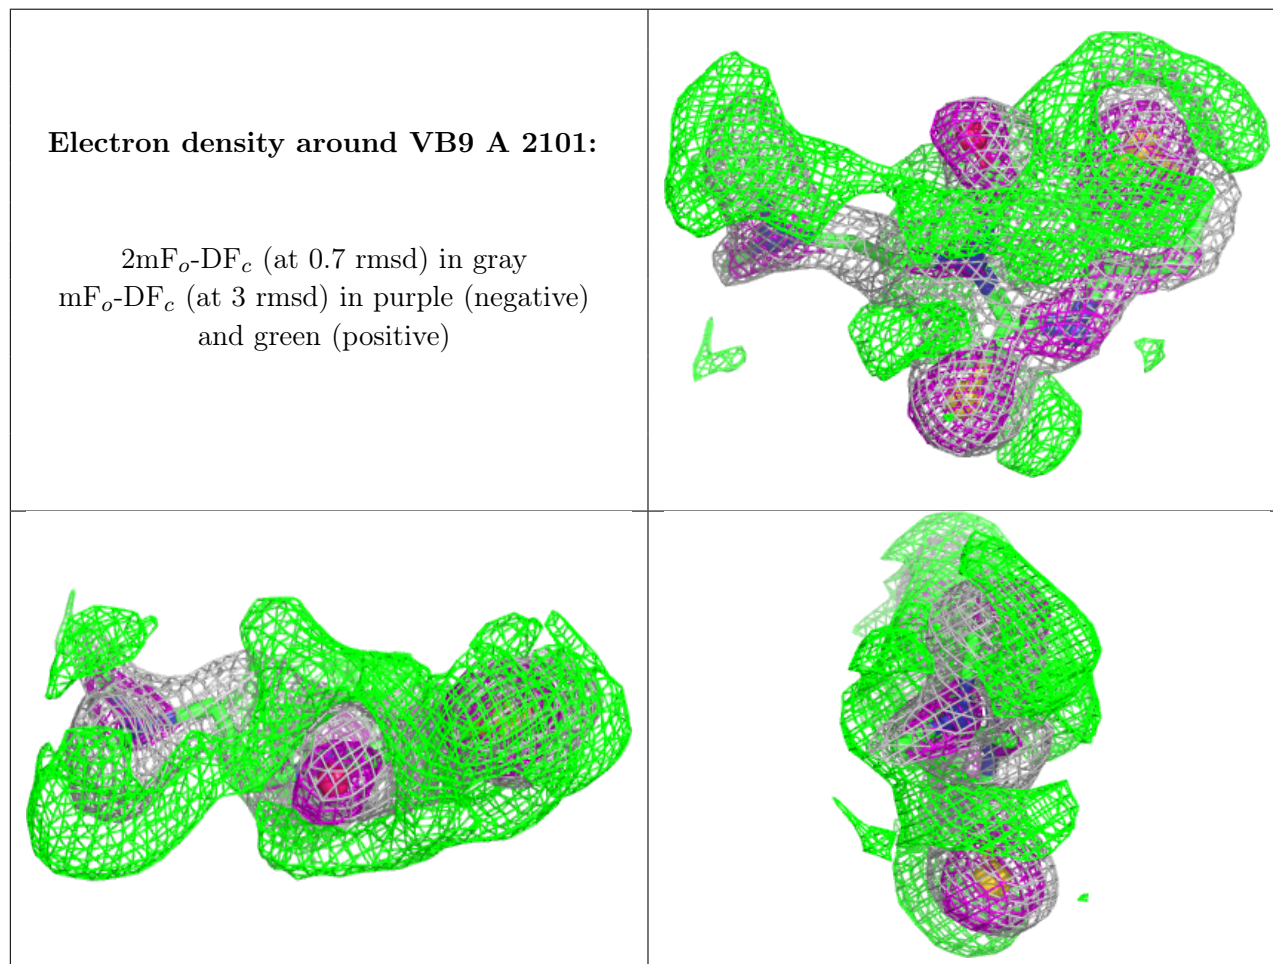 Electron density around VB9 A 2101:
2mFo-DFc (at 0.7 rmsd) in gray
mFo-DFc (at 3 rmsd) in purple (negative)
and green (positive)